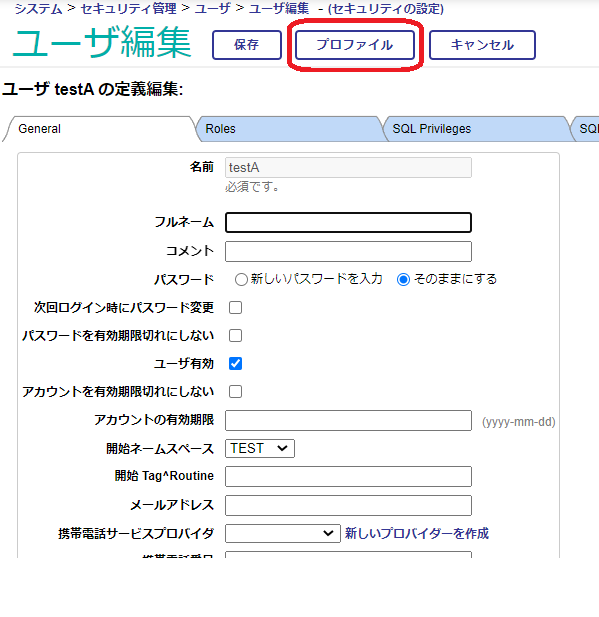 システム > セキュリティ管理 > ユーザ > ユーザ編集 - (セキュリティの設定)
ユーザ編集 保存 プロファイル キャンセル
ユーザ testA の定義編集:
General Roles SQL Privileges SQ
名前 testA
必須です。
フルネーム
コメント
パスワード 新しいパスワードを入力 そのままにする
次回ログイン時にパスワード変更
パスワードを有効期限切れにしない
ユーザ有効
アカウントを有効期限切れにしない
アカウントの有効期限 (yyyy-mm-dd)
開始ネームスペース TEST
開始 Tag^Routine
メールアドレス
携帯電話サービスプロバイダ 新しいプロバイダーを作成